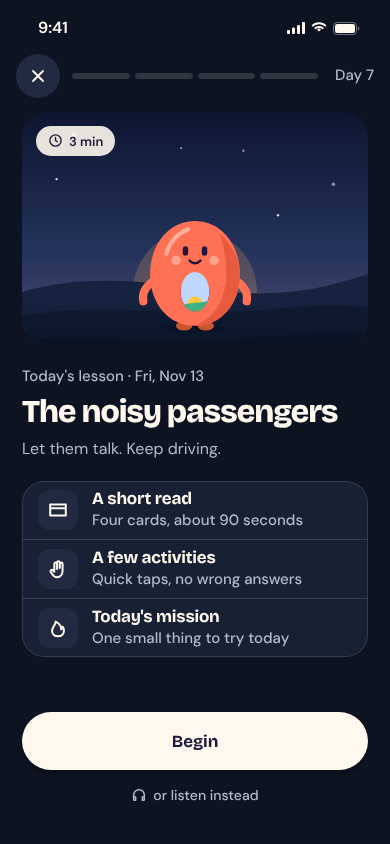 9:41
Day 7
3 min
Today's lesson · Fri, Nov 13
The noisy passengers
Let them talk. Keep driving.
A short read
Four cards, about 90 seconds
A few activities
Quick taps, no wrong answers
Today's mission
One small thing to try today
Begin
or listen instead